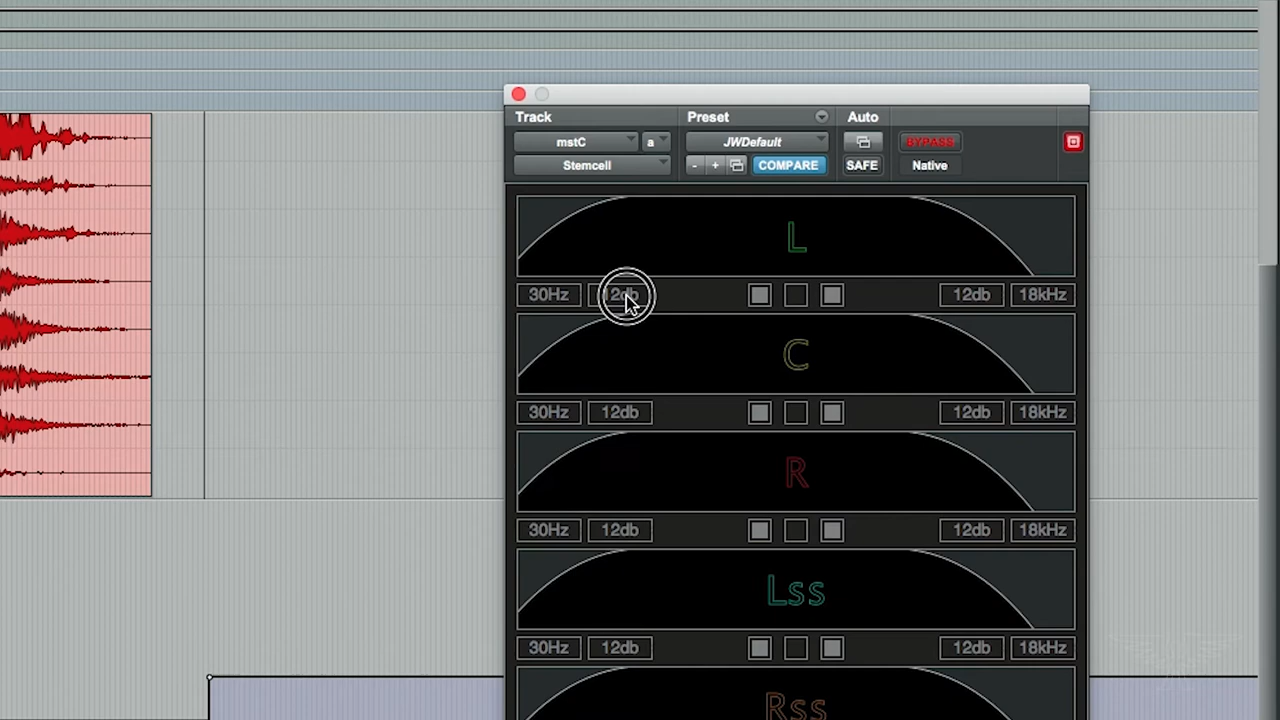 Track Preset Auto
mstC a JWDefault BYPASS
Stemcell - + COMPARE SAFE Native
L
30Hz 12db 12db 18kHz
C
30Hz 12db 12db 18kHz
R
30Hz 12db 12db 18kHz
Lss
30Hz 12db 12db 18kHz
Rss